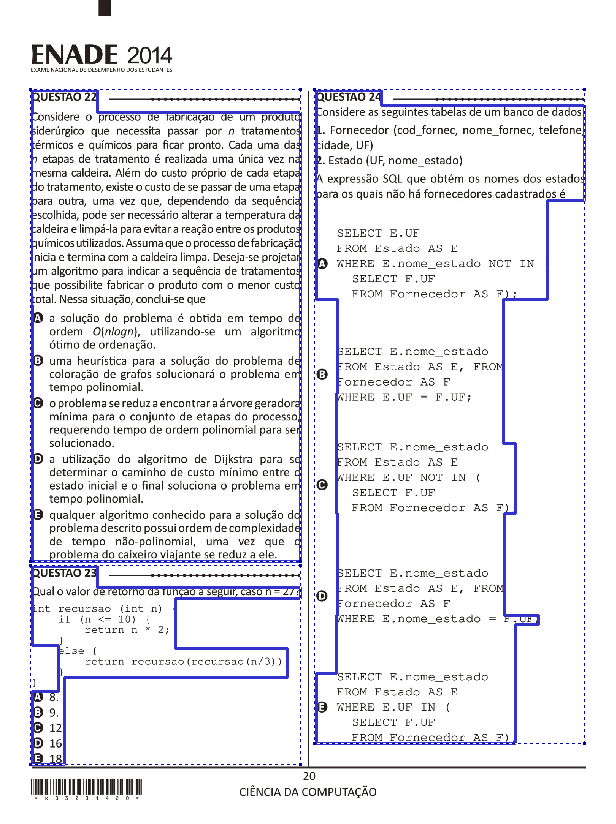 ENADE 2014
EXAME NACIONAL DE DESEMPENHO DOS ESTUDANTES
QUESTÃO 22
Considere o processo de fabricação de um produto
siderúrgico que necessita passar por n tratamentos
térmicos e químicos para ficar pronto. Cada uma das
n etapas de tratamento é realizada uma única vez na
mesma caldeira. Além do custo próprio de cada etapa
do tratamento, existe o custo de se passar de uma etapa
para outra, uma vez que, dependendo da sequência
escolhida, pode ser necessário alterar a temperatura da
caldeira e limpá-la para evitar a reação entre os produtos
químicos utilizados. Assuma que o processo de fabricação
inicia e termina com a caldeira limpa. Deseja-se projetar
um algoritmo para indicar a sequência de tratamentos
que possibilite fabricar o produto com o menor custo
total. Nessa situação, conclui-se que
A a solução do problema é obtida em tempo de
ordem O(nlogn), utilizando-se um algoritmo
ótimo de ordenação.
B uma heurística para a solução do problema de
coloração de grafos solucionará o problema em
tempo polinomial.
C o problema se reduz a encontrar a árvore geradora
mínima para o conjunto de etapas do processo,
requerendo tempo de ordem polinomial para ser
solucionado.
D a utilização do algoritmo de Dijkstra para se
determinar o caminho de custo mínimo entre o
estado inicial e o final soluciona o problema em
tempo polinomial.
E qualquer algoritmo conhecido para a solução do
problema descrito possui ordem de complexidade
de tempo não-polinomial, uma vez que o
problema do caixeiro viajante se reduz a ele.
QUESTÃO 23
Qual o valor de retorno da função a seguir, caso n = 27?
int recursao (int n) {
if (n <= 10) {
return n * 2;
}
else {
return recursao(recursao(n/3))
}
}
A 8.
B 9.
C 12
D 16
E 18
QUESTÃO 24
Considere as seguintes tabelas de um banco de dados
1. Fornecedor (cod_fornec, nome_fornec, telefone,
cidade, UF)
2. Estado (UF, nome_estado)
A expressão SQL que obtém os nomes dos estados
para os quais não há fornecedores cadastrados é
SELECT E.UF
FROM Estado AS E
A WHERE E.nome_estado NOT IN
SELECT F.UF
FROM Fornecedor AS F);
SELECT E.nome_estado
FROM Estado AS E, FROM
B Fornecedor AS F
WHERE E.UF = F.UF;
SELECT E.nome_estado
FROM Estado AS E
C WHERE E.UF NOT IN (
SELECT F.UF
FROM Fornecedor AS F)
SELECT E.nome_estado
FROM Estado AS E, FROM
D Fornecedor AS F
WHERE E.nome_estado = F.UF;
SELECT E.nome_estado
FROM Estado AS E
E WHERE E.UF IN (
SELECT F.UF
FROM Fornecedor AS F)
20
CIÊNCIA DA COMPUTAÇÃO